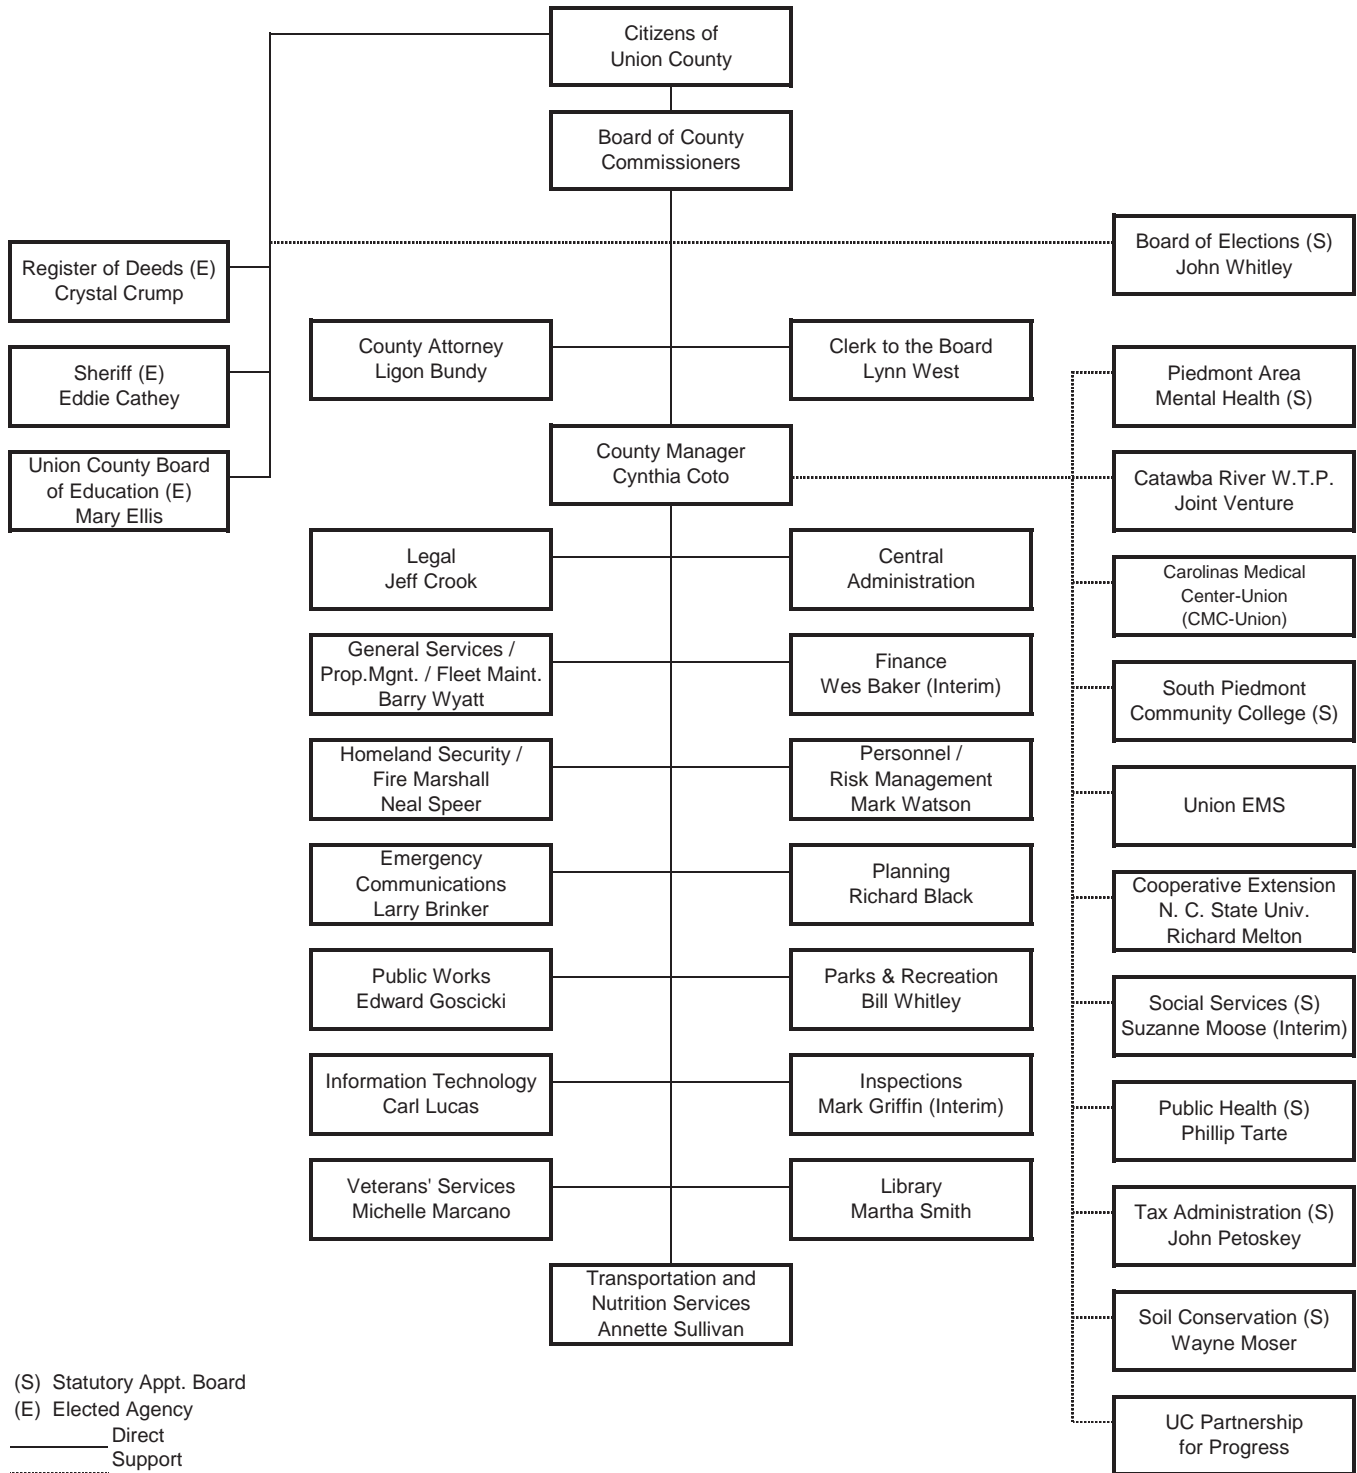 Citizens of
Union County
Board of County
Commissioners
Register of Deeds (E)
Crystal Crump
Board of Elections (S)
John Whitley
Sheriff (E)
Eddie Cathey
County Attorney
Ligon Bundy
Clerk to the Board
Lynn West
Piedmont Area
Mental Health (S)
Union County Board
of Education (E)
Mary Ellis
County Manager
Cynthia Coto
Catawba River W.T.P.
Joint Venture
Legal
Jeff Crook
Central
Administration
Carolinas Medical
Center-Union
(CMC-Union)
General Services /
Prop.Mgnt. / Fleet Maint.
Barry Wyatt
Finance
Wes Baker (Interim)
South Piedmont
Community College (S)
Homeland Security /
Fire Marshall
Neal Speer
Personnel /
Risk Management
Mark Watson
Union EMS
Emergency
Communications
Larry Brinker
Planning
Richard Black
Cooperative Extension
N. C. State Univ.
Richard Melton
Public Works
Edward Goscicki
Parks & Recreation
Bill Whitley
Social Services (S)
Suzanne Moose (Interim)
Information Technology
Carl Lucas
Inspections
Mark Griffin (Interim)
Public Health (S)
Phillip Tarte
Veterans' Services
Michelle Marcano
Library
Martha Smith
Tax Administration (S)
John Petoskey
Transportation and
Nutrition Services
Annette Sullivan
Soil Conservation (S)
Wayne Moser
UC Partnership
for Progress
(S) Statutory Appt. Board
(E) Elected Agency
Direct
Support